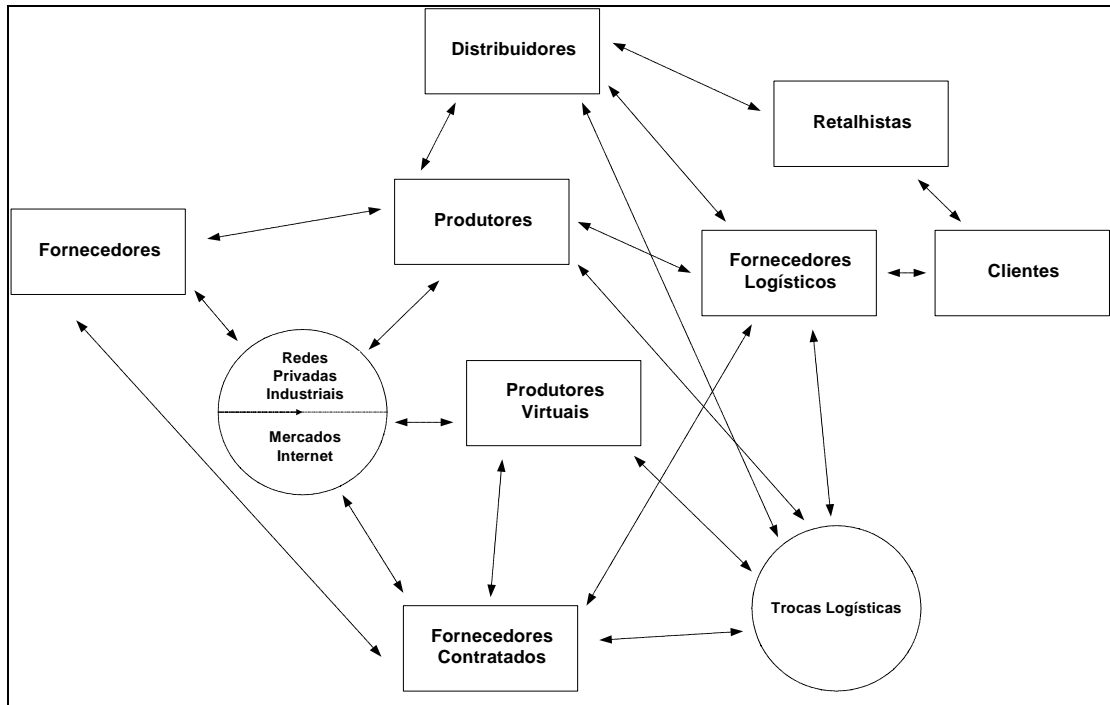 Distribuidores
Retalhistas
Produtores
Fornecedores
Fornecedores
Logísticos
Clientes
Redes
Privadas
Industriais
Mercados
Internet
Produtores
Virtuais
Trocas Logísticas
Fornecedores
Contratados